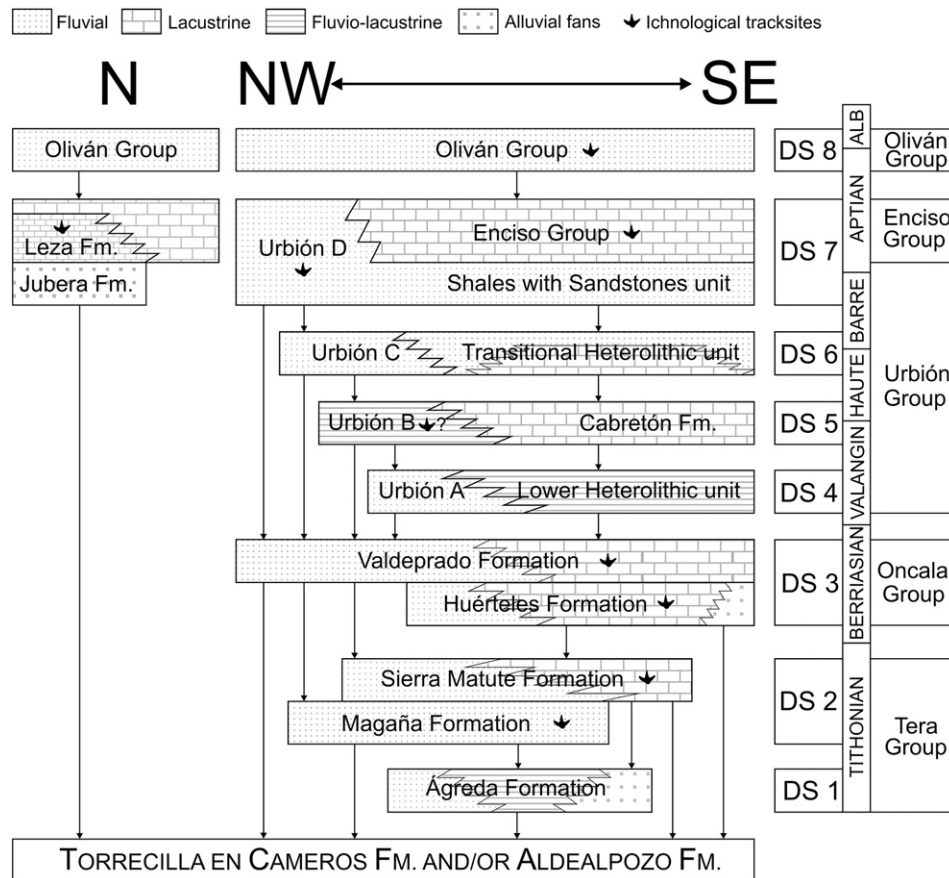 Fluvial Lacustrine Fluvio-lacustrine Alluvial fans Ichnological tracksites
N NW SE
Oliván Group
Leza Fm.
Jubera Fm.
Oliván Group
Urbión D
Enciso Group
Shales with Sandstones unit
Urbión C Transitional Heterolithic unit
Urbión B ? Cabretón Fm.
Urbión A Lower Heterolithic unit
Valdeprado Formation
Huérteles Formation
Sierra Matute Formation
Magaña Formation
Ágreda Formation
TORRECILLA EN CAMEROS FM. AND/OR ALDEALPOZO FM.
DS 8
DS 7
DS 6
DS 5
DS 4
DS 3
DS 2
DS 1
ALB
APTIAN
BARRE
HAUTE
VALANGIN
BERRIASIAN
TITHONIAN
Oliván
Group
Enciso
Group
Urbión
Group
Oncala
Group
Tera
Group